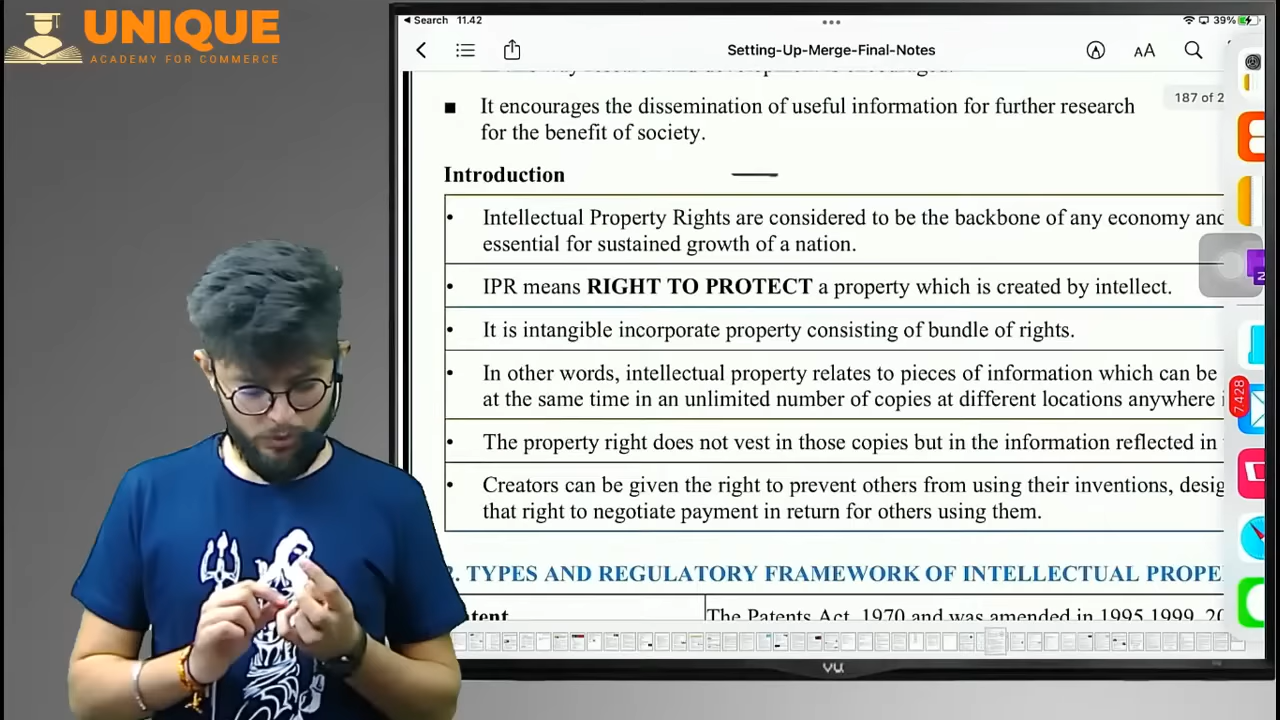 UNIQUE
ACADEMY FOR COMMERCE
Search 11.42
39%
Setting-Up-Merge-Final-Notes
AA
187 of 2
■ It encourages the dissemination of useful information for further research
for the benefit of society.
Introduction
• Intellectual Property Rights are considered to be the backbone of any economy and
essential for sustained growth of a nation.
• IPR means RIGHT TO PROTECT a property which is created by intellect.
• It is intangible incorporate property consisting of bundle of rights.
• In other words, intellectual property relates to pieces of information which can be
at the same time in an unlimited number of copies at different locations anywhere
7.428
• The property right does not vest in those copies but in the information reflected in
• Creators can be given the right to prevent others from using their inventions, desig
that right to negotiate payment in return for others using them.
. TYPES AND REGULATORY FRAMEWORK OF INTELLECTUAL PROPE
tent The Patents Act, 1970 and was amended in 1995,1999, 20
vu